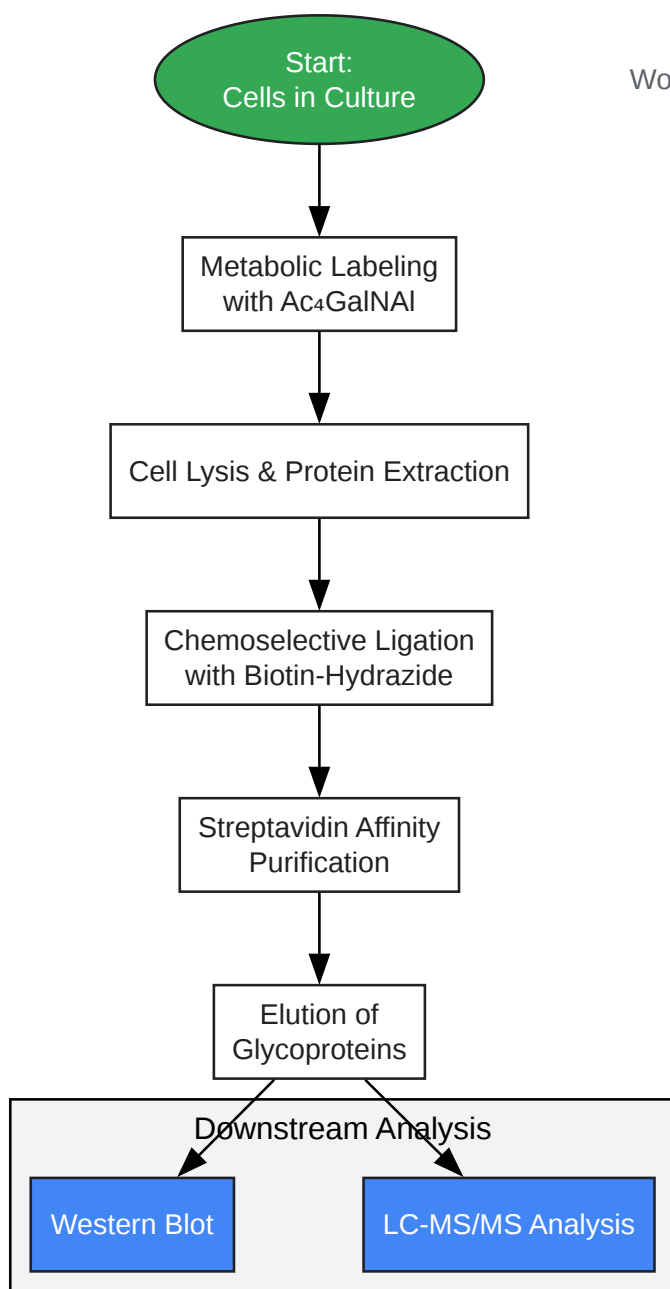 Start:
Cells in Culture
Wo
Metabolic Labeling
with Ac₄GalNAl
Cell Lysis & Protein Extraction
Chemoselective Ligation
with Biotin-Hydrazide
Streptavidin Affinity
Purification
Elution of
Glycoproteins
Downstream Analysis
Western Blot
LC-MS/MS Analysis